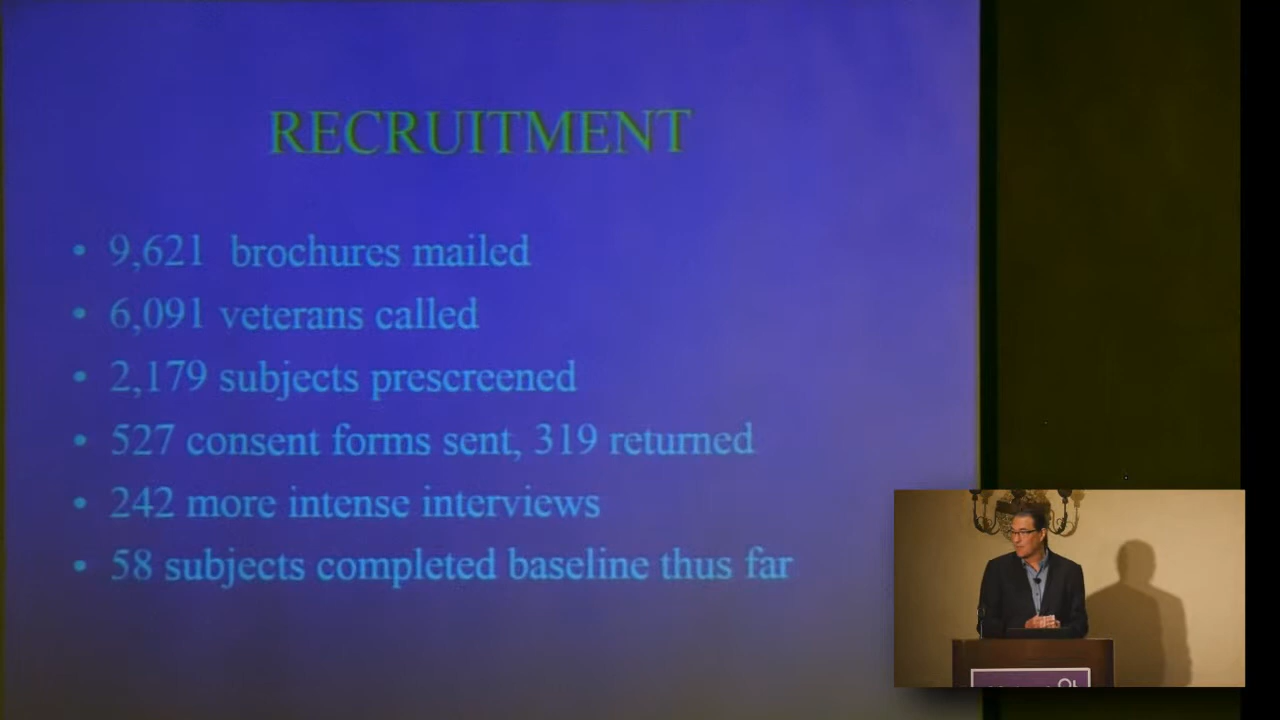 RECRUITMENT
• 9,621 brochures mailed
• 6,091 veterans called
• 2,179 subjects prescreened
• 527 consent forms sent, 319 returned
• 242 more intense interviews
• 58 subjects completed baseline thus far